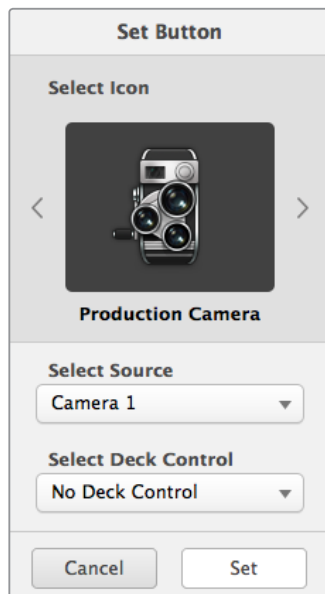 Set Button
Select Icon
Production Camera
Select Source
Camera 1
Select Deck Control
No Deck Control
Cancel
Set